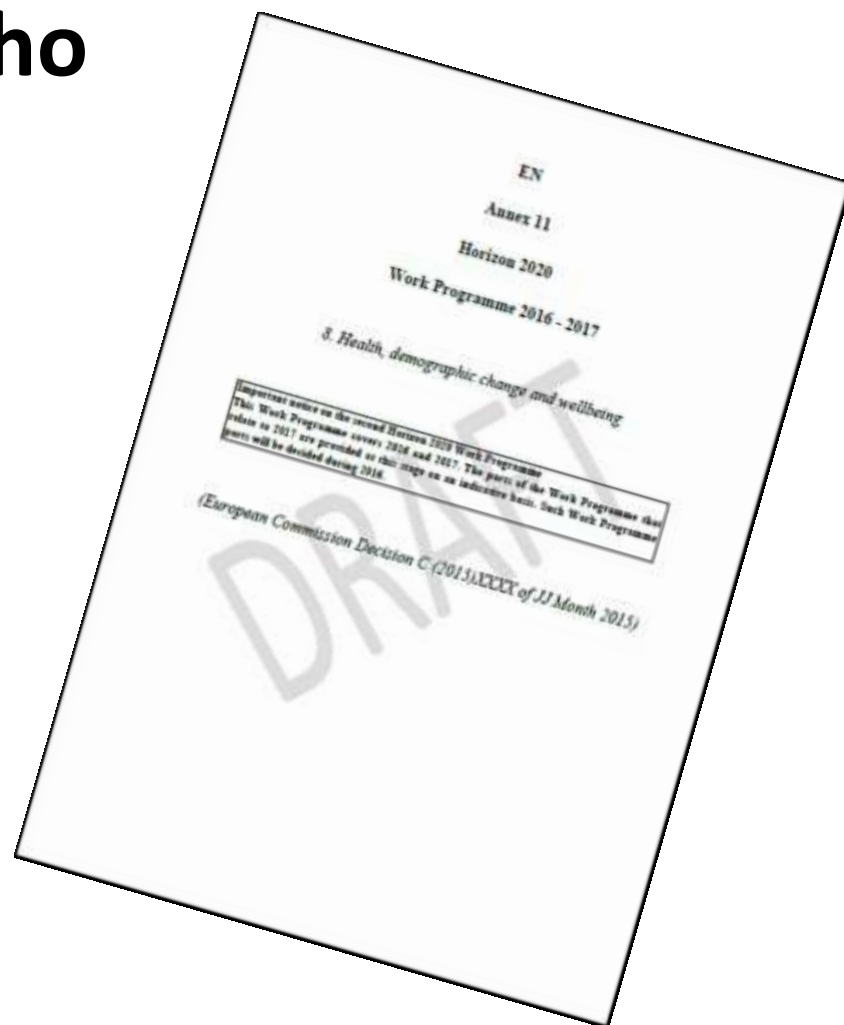 ho
EN
Annex 11
Horizon 2020
Work Programme 2016 - 2017
8. Health, demographic change and wellbeing
Important notice on the second Horizon 2020 Work Programme
This Work Programme covers 2016 and 2017. The parts of the Work Programme that
relate to 2017 are provided at this stage on an indicative basis. Such Work Programme
parts will be decided during 2016.
(European Commission Decision C (2015)XXXX of JJ Month 2015)
DRAFT